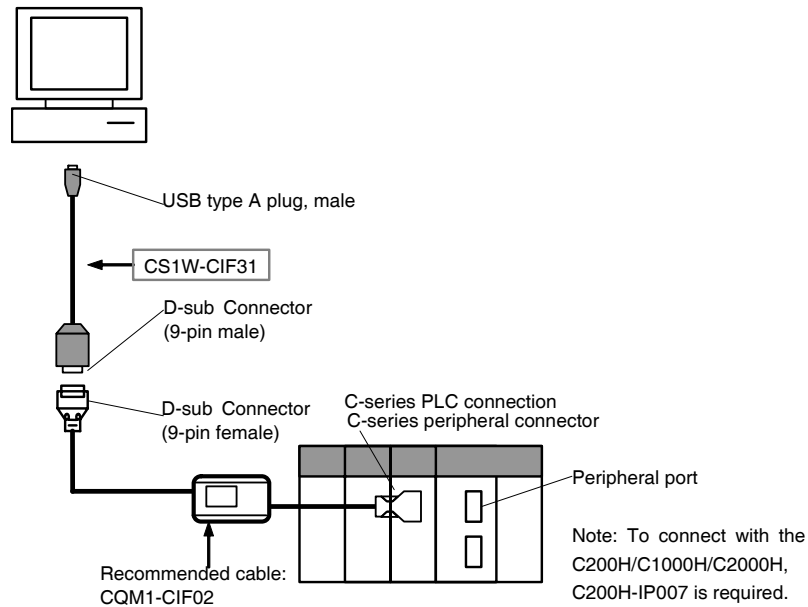 USB type A plug, male
CS1W-CIF31
D-sub Connector
(9-pin male)
D-sub Connector
(9-pin female)
C-series PLC connection
C-series peripheral connector
Peripheral port
Note: To connect with the
C200H/C1000H/C2000H,
C200H-IP007 is required.
Recommended cable:
CQM1-CIF02